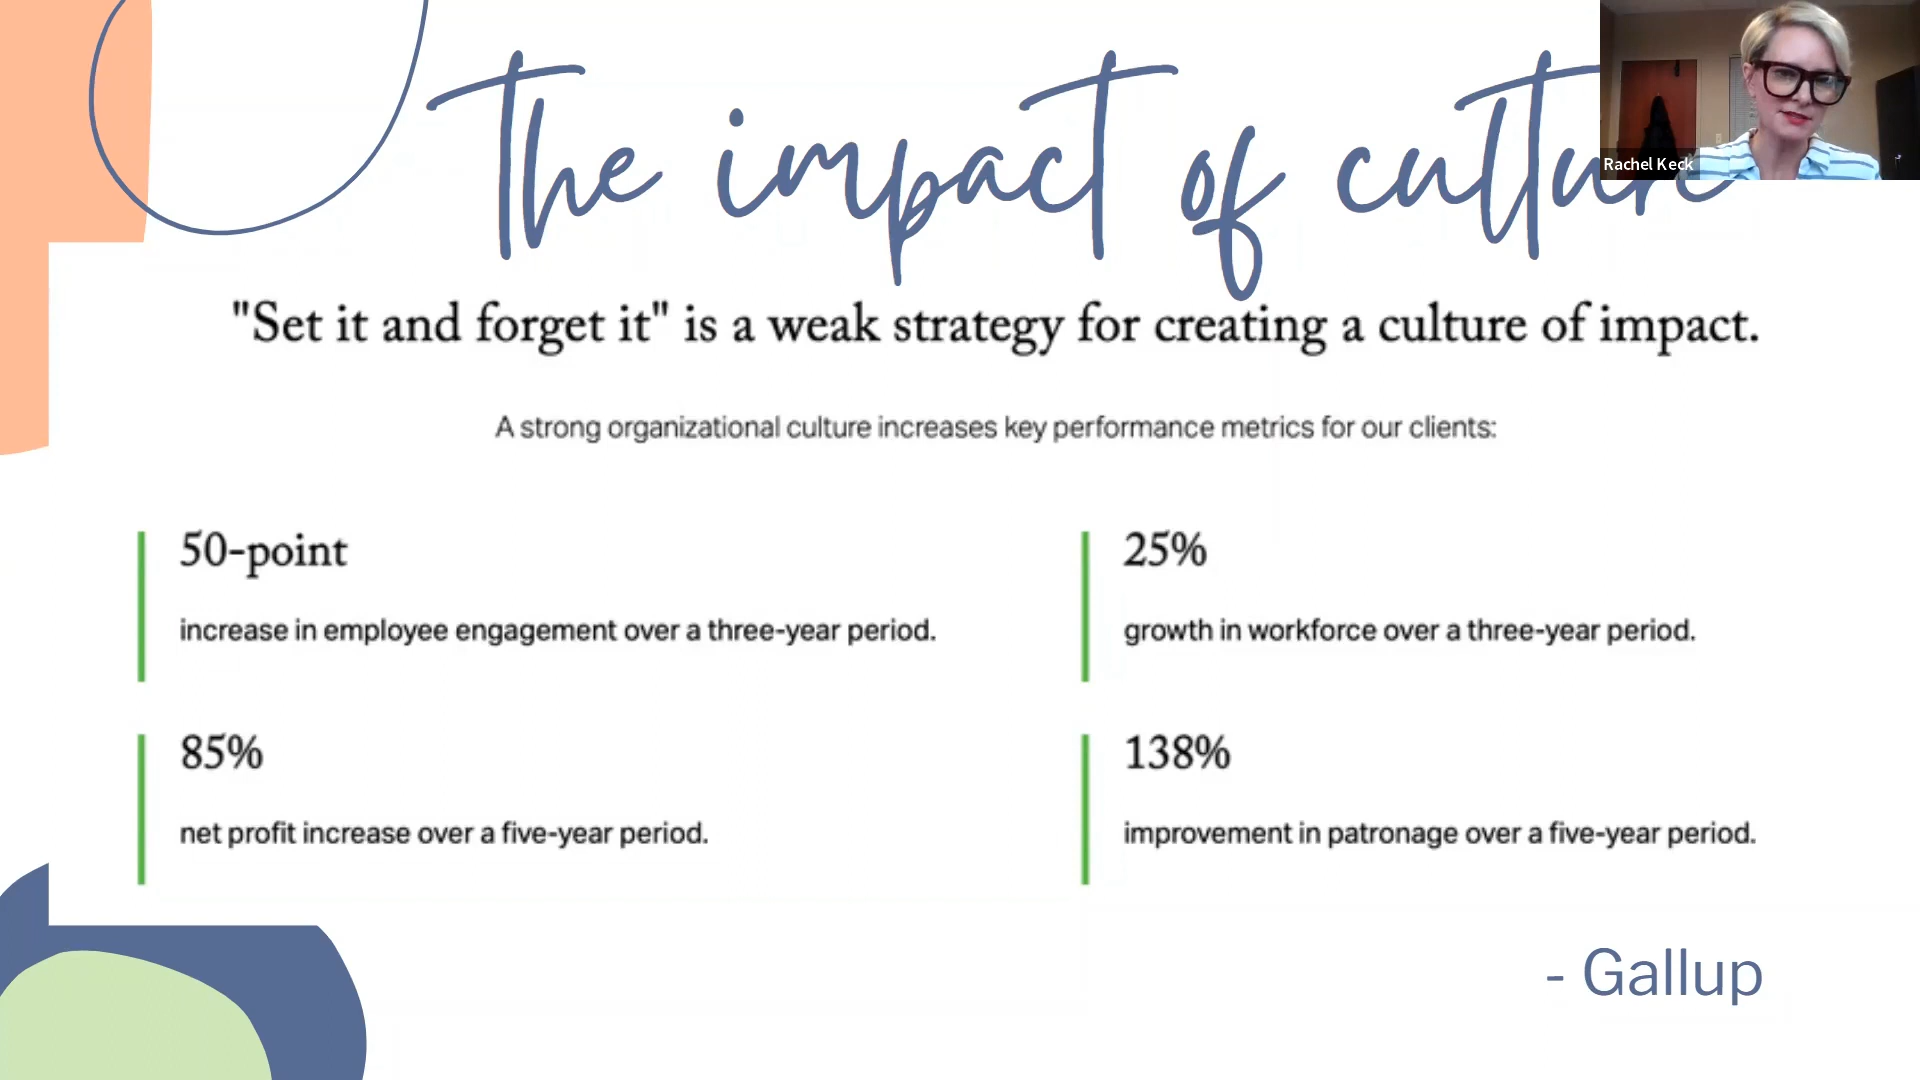 The impact of culture
Rachel Keck
"Set it and forget it" is a weak strategy for creating a culture of impact.
A strong organizational culture increases key performance metrics for our clients:
50-point
increase in employee engagement over a three-year period.
25%
growth in workforce over a three-year period.
85%
net profit increase over a five-year period.
138%
improvement in patronage over a five-year period.
- Gallup